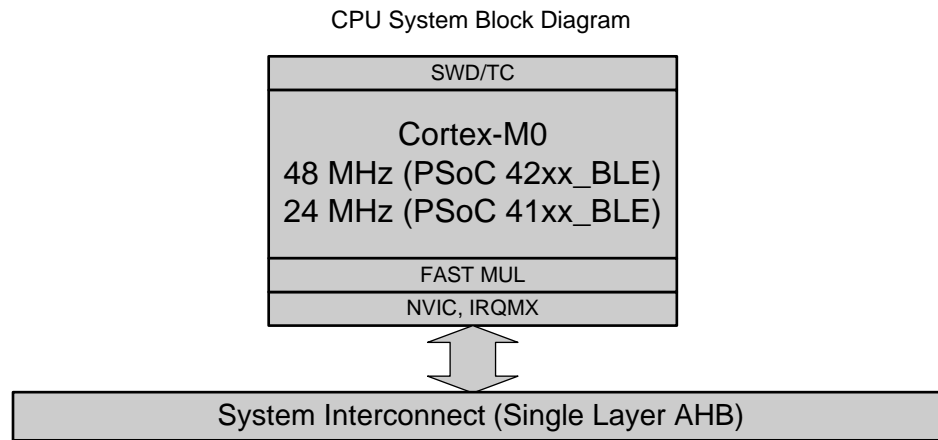 CPU System Block Diagram
SWD/TC
Cortex-M0
48 MHz (PSoC 42xx_BLE)
24 MHz (PSoC 41xx_BLE)
FAST MUL
NVIC, IRQMX
System Interconnect (Single Layer AHB)